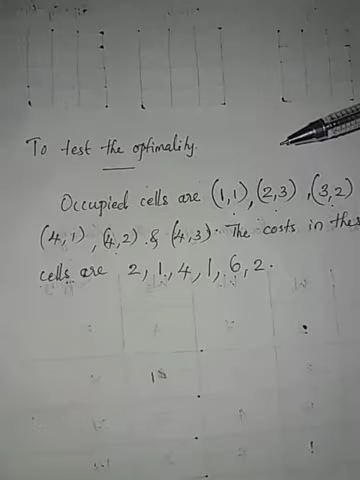 To test the optimality.
Occupied cells are (1,1), (2,3), (3,2)
(4,1), (4,2) & (4,3). The costs in these
cells are 2, 1, 4, 1, 6, 2.
18